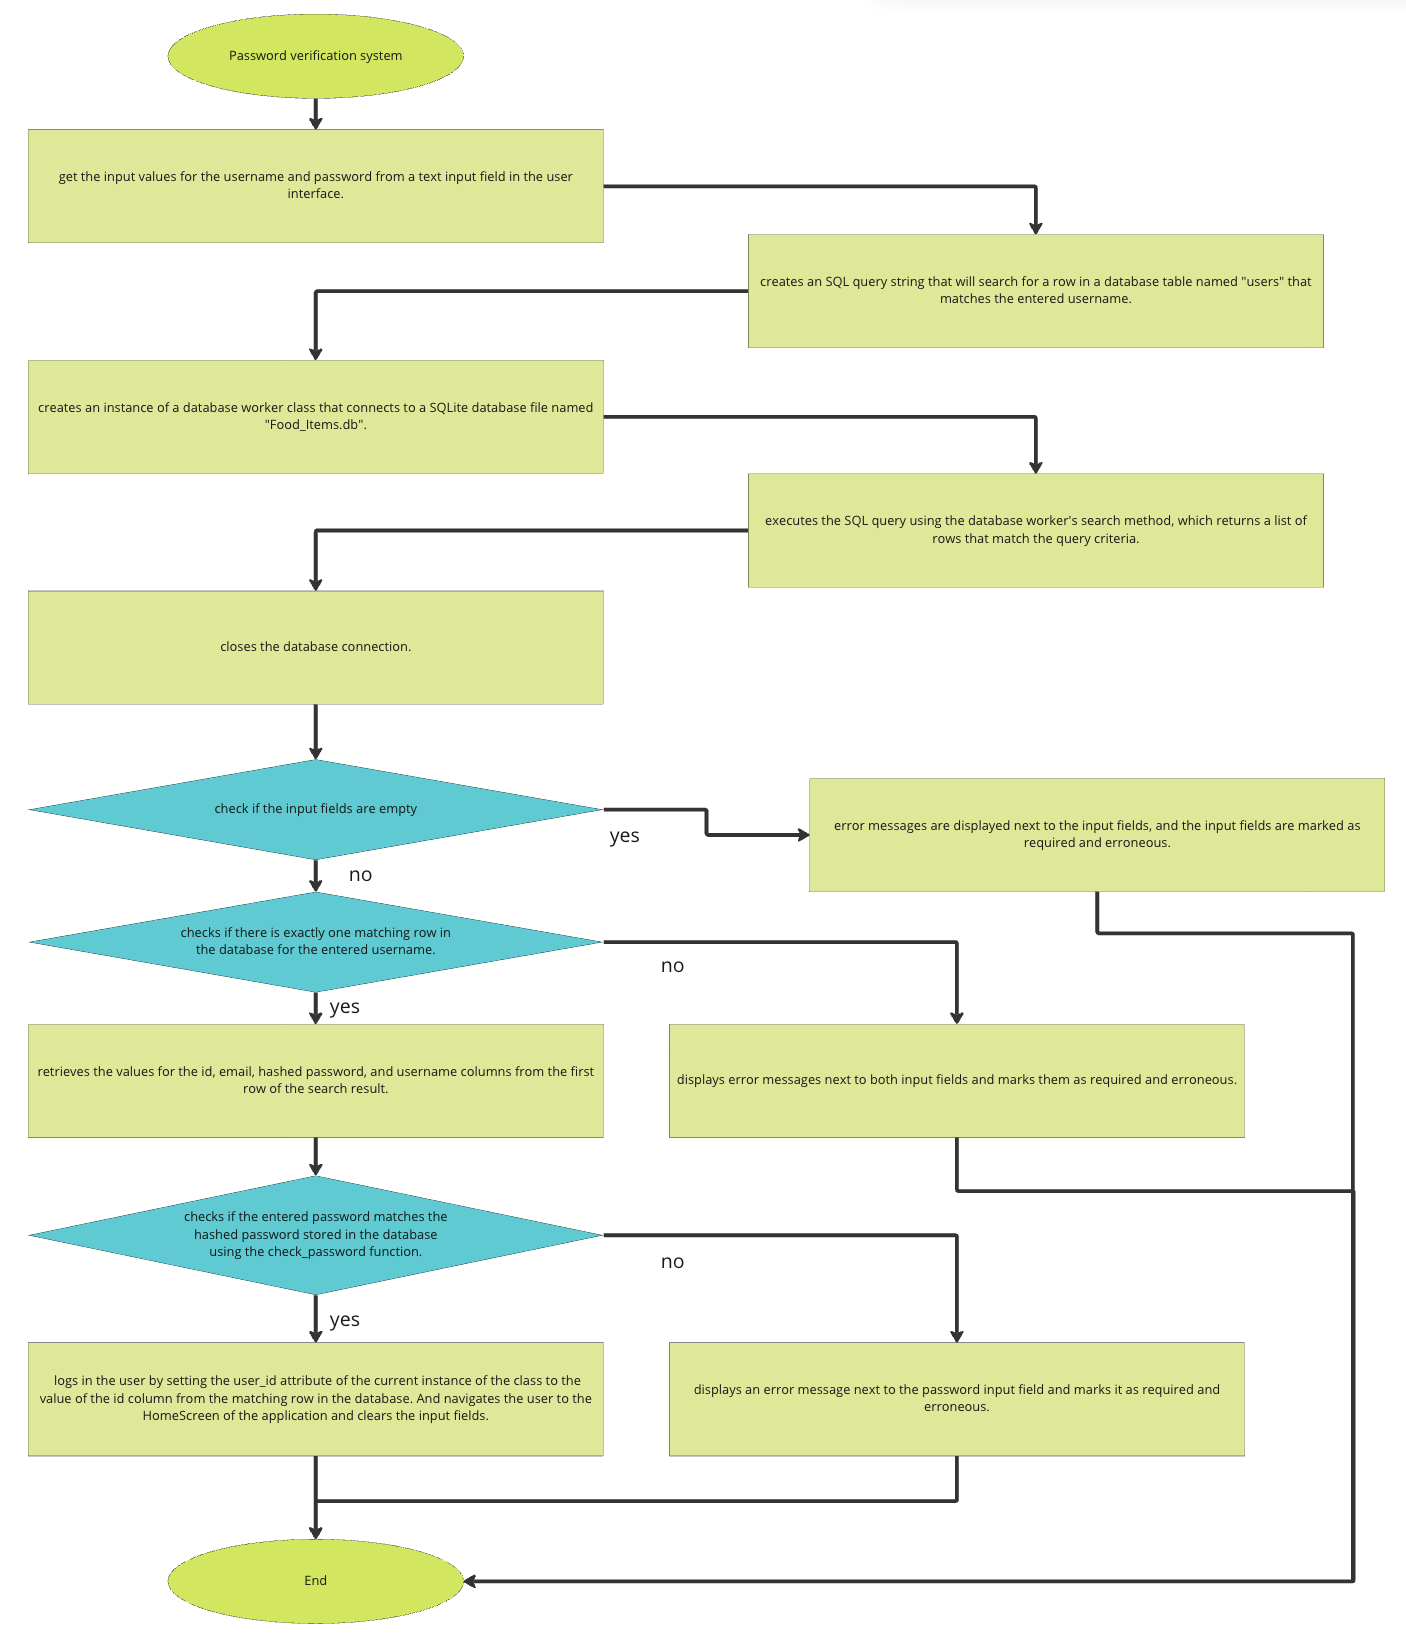 Password verification system
get the input values for the username and password from a text input field in the user
interface.
creates an SQL query string that will search for a row in a database table named "users" that
matches the entered username.
creates an instance of a database worker class that connects to a SQLite database file named
"Food_Items.db".
executes the SQL query using the database worker's search method, which returns a list of
rows that match the query criteria.
closes the database connection.
check if the input fields are empty
yes
error messages are displayed next to the input fields, and the input fields are marked as
required and erroneous.
no
checks if there is exactly one matching row in
the database for the entered username.
no
yes
retrieves the values for the id, email, hashed password, and username columns from the first
row of the search result.
displays error messages next to both input fields and marks them as required and erroneous.
checks if the entered password matches the
hashed password stored in the database
using the check_password function.
no
yes
logs in the user by setting the user_id attribute of the current instance of the class to the
value of the id column from the matching row in the database. And navigates the user to the
HomeScreen of the application and clears the input fields.
displays an error message next to the password input field and marks it as required and
erroneous.
End